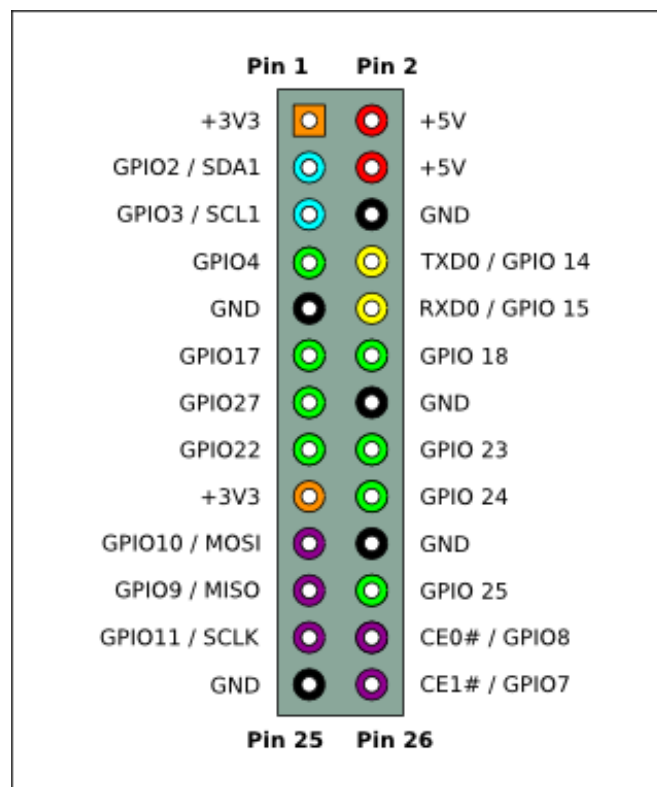 Pin 1 Pin 2
+3V3 +5V
GPIO2 / SDA1 +5V
GPIO3 / SCL1 GND
GPIO4 TXD0 / GPIO 14
GND RXD0 / GPIO 15
GPIO17 GPIO 18
GPIO27 GND
GPIO22 GPIO 23
+3V3 GPIO 24
GPIO10 / MOSI GND
GPIO9 / MISO GPIO 25
GPIO11 / SCLK CE0# / GPIO8
GND CE1# / GPIO7
Pin 25 Pin 26